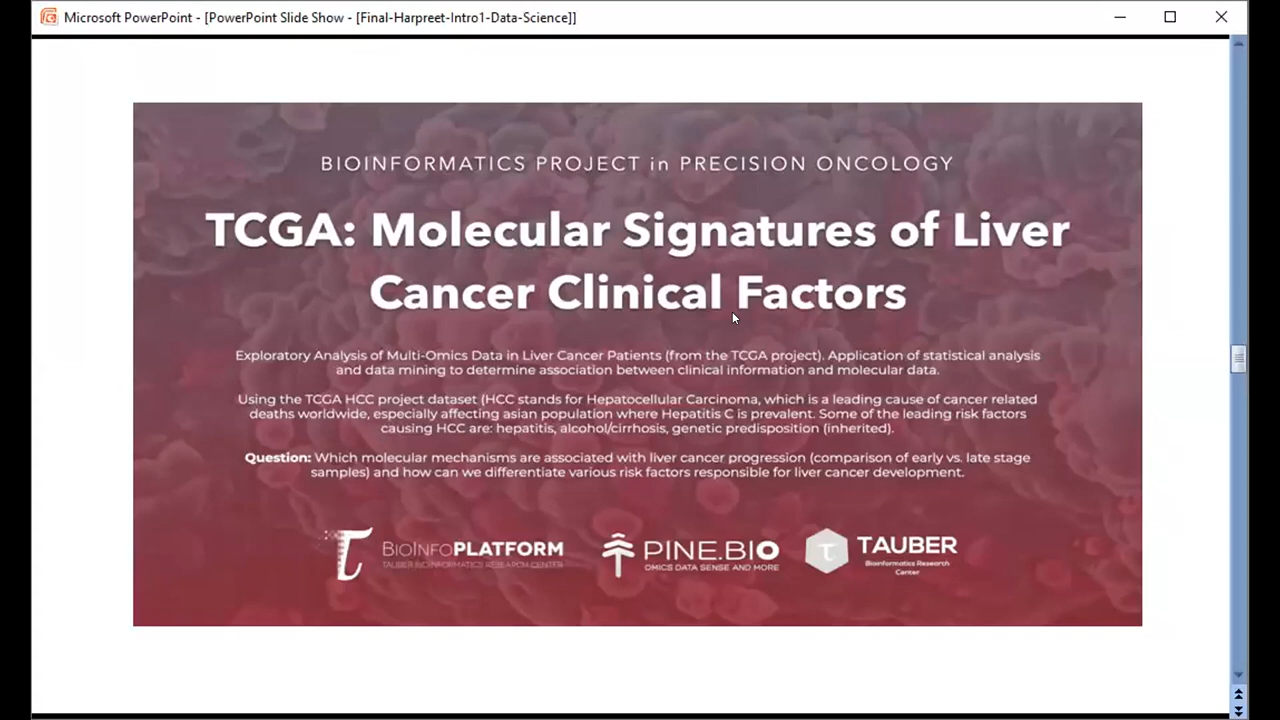 Microsoft PowerPoint - [PowerPoint Slide Show - [Final-Harpreet-Intro1-Data-Science]]
BIOINFORMATICS PROJECT in PRECISION ONCOLOGY
TCGA: Molecular Signatures of Liver
Cancer Clinical Factors
Exploratory Analysis of Multi-Omics Data in Liver Cancer Patients (from the TCGA project). Application of statistical analysis
and data mining to determine association between clinical information and molecular data.
Using the TCGA HCC project dataset (HCC stands for Hepatocellular Carcinoma, which is a leading cause of cancer related
deaths worldwide, especially affecting asian population where Hepatitis C is prevalent. Some of the leading risk factors
causing HCC are: hepatitis, alcohol/cirrhosis, genetic predisposition (inherited).
Question: Which molecular mechanisms are associated with liver cancer progression (comparison of early vs. late stage
samples) and how can we differentiate various risk factors responsible for liver cancer development.
BIOINFOPLATFORM
TAUBER BIOINFORMATICS RESEARCH CENTER
PINE.BIO
OMICS DATA SENSE AND MORE
TAUBER
Bioinformatics Research
Center